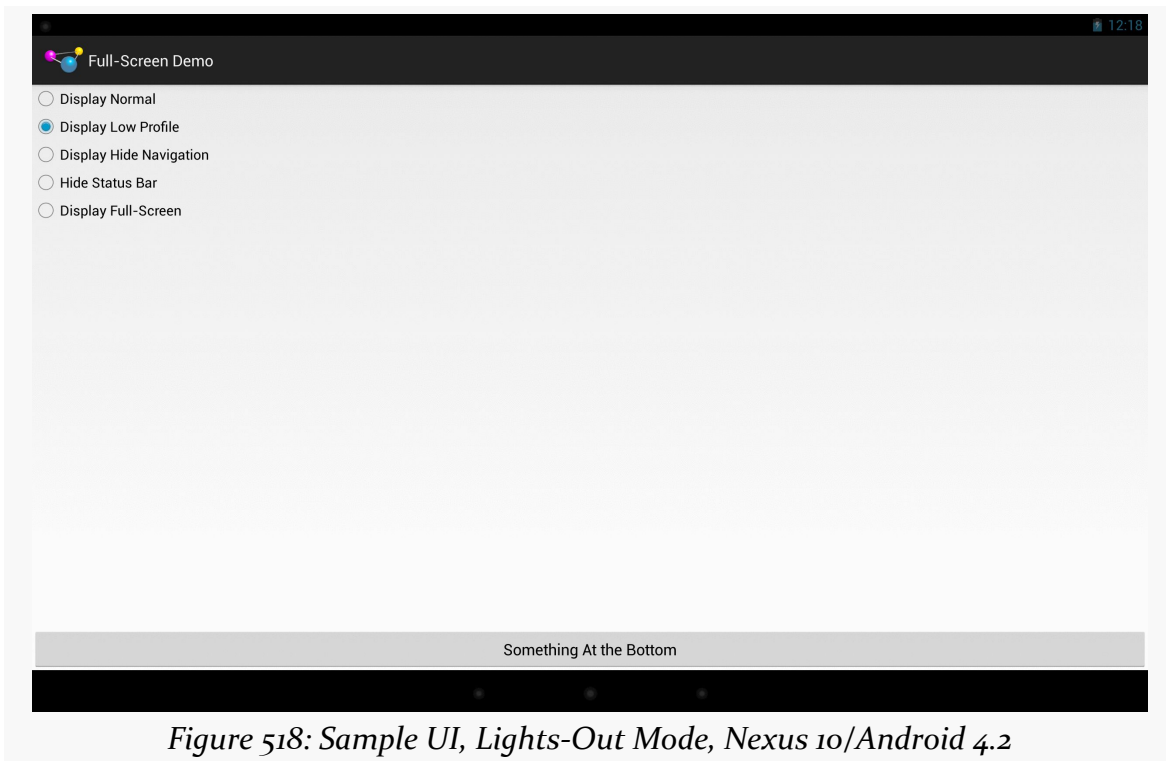 12:18
Full-Screen Demo
Display Normal
Display Low Profile
Display Hide Navigation
Hide Status Bar
Display Full-Screen
Something At the Bottom
Figure 518: Sample UI, Lights-Out Mode, Nexus 10/Android 4.2